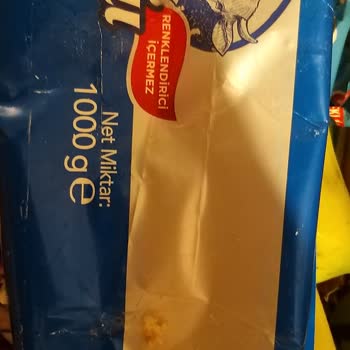 RENKLENDİRİCİ
İÇERMEZ
Net Miktar:
1000 g e